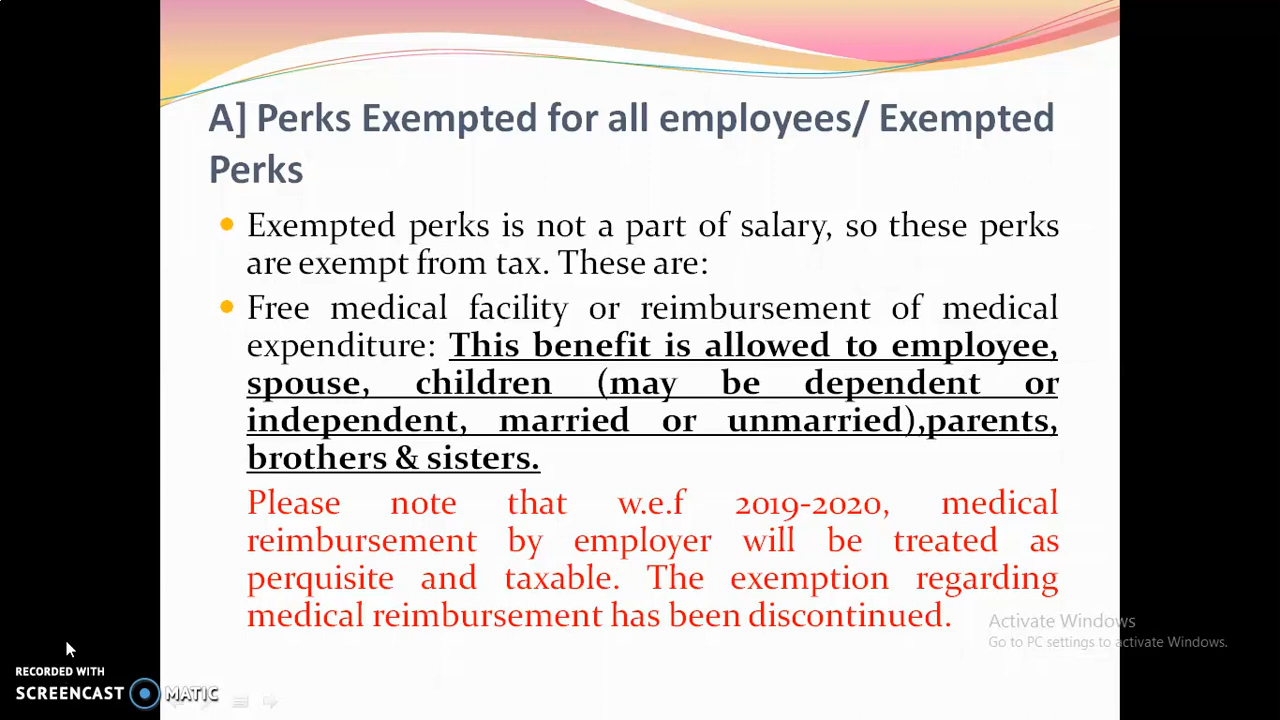 A] Perks Exempted for all employees/ Exempted
Perks
Exempted perks is not a part of salary, so these perks
are exempt from tax. These are:
Free medical facility or reimbursement of medical
expenditure: This benefit is allowed to employee,
spouse, children (may be dependent or
independent, married or unmarried),parents,
brothers & sisters.
Please note that w.e.f 2019-2020, medical
reimbursement by employer will be treated as
perquisite and taxable. The exemption regarding
medical reimbursement has been discontinued.
Activate Windows
Go to PC settings to activate Windows.
RECORDED WITH
SCREENCAST MATIC